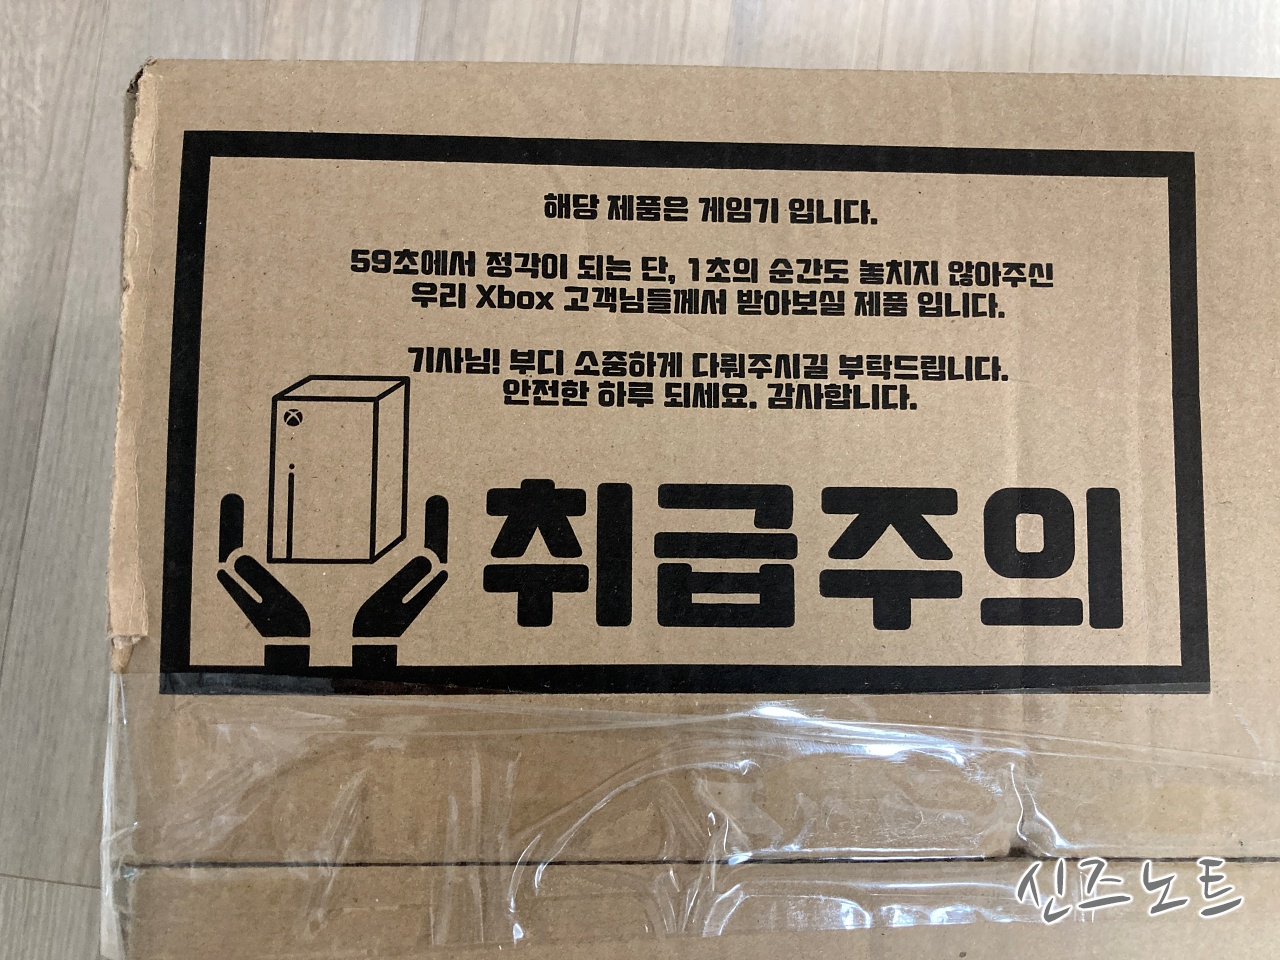 해당 제품은 게임기 입니다.
59초에서 정각이 되는 단, 1초의 순간도 놓치지 않아주신
우리 Xbox 고객님들께서 받아보실 제품 입니다.
기사님! 부디 소중하게 다뤄주시길 부탁드립니다.
안전한 하루 되세요. 감사합니다.
취급주의
신즈노트